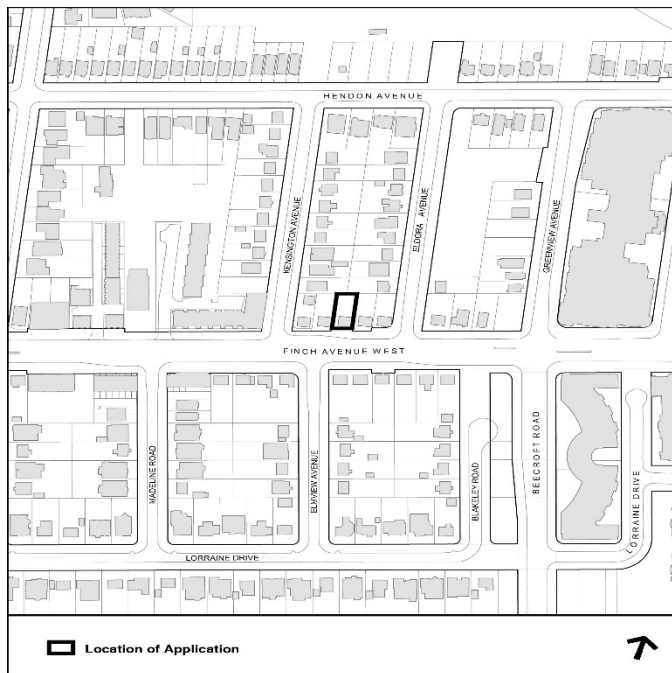 HENDON AVENUE
KENSINGTON AVENUE
ELDORA AVENUE
GREENVIEW AVENUE
FINCH AVENUE WEST
MADELINE ROAD
ELMVIEW AVENUE
BLAKELEY ROAD
BEECROFT ROAD
LORRAINE DRIVE
LORRAINE DRIVE
Location of Application